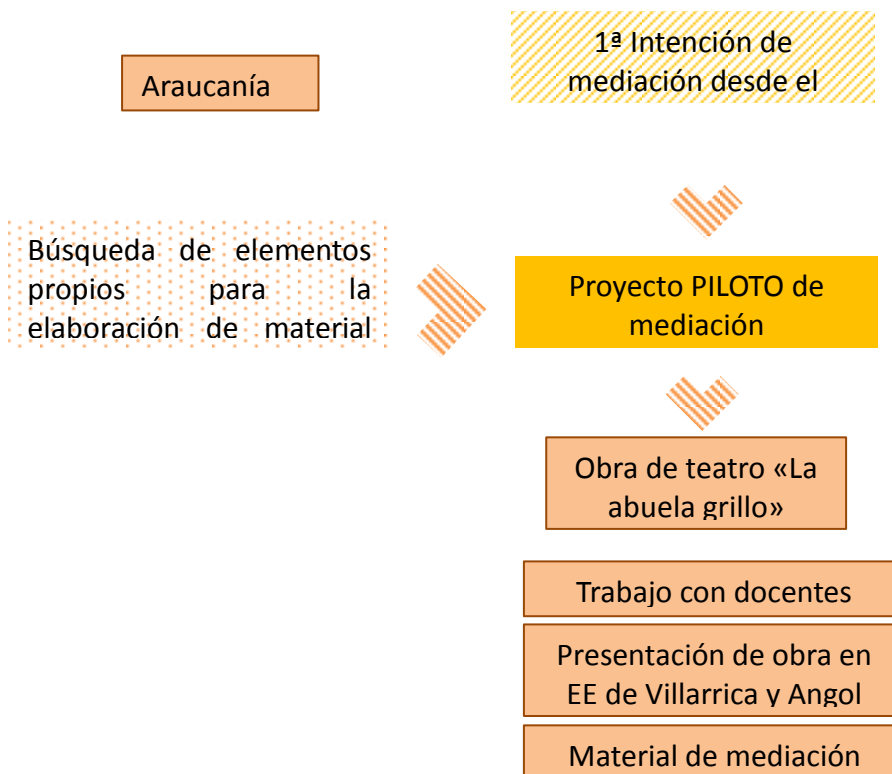 Araucanía
1ª Intención de
mediación desde el
Búsqueda de elementos
propios para la
elaboración de material
Proyecto PILOTO de
mediación
Obra de teatro «La
abuela grillo»
Trabajo con docentes
Presentación de obra en
EE de Villarrica y Angol
Material de mediación